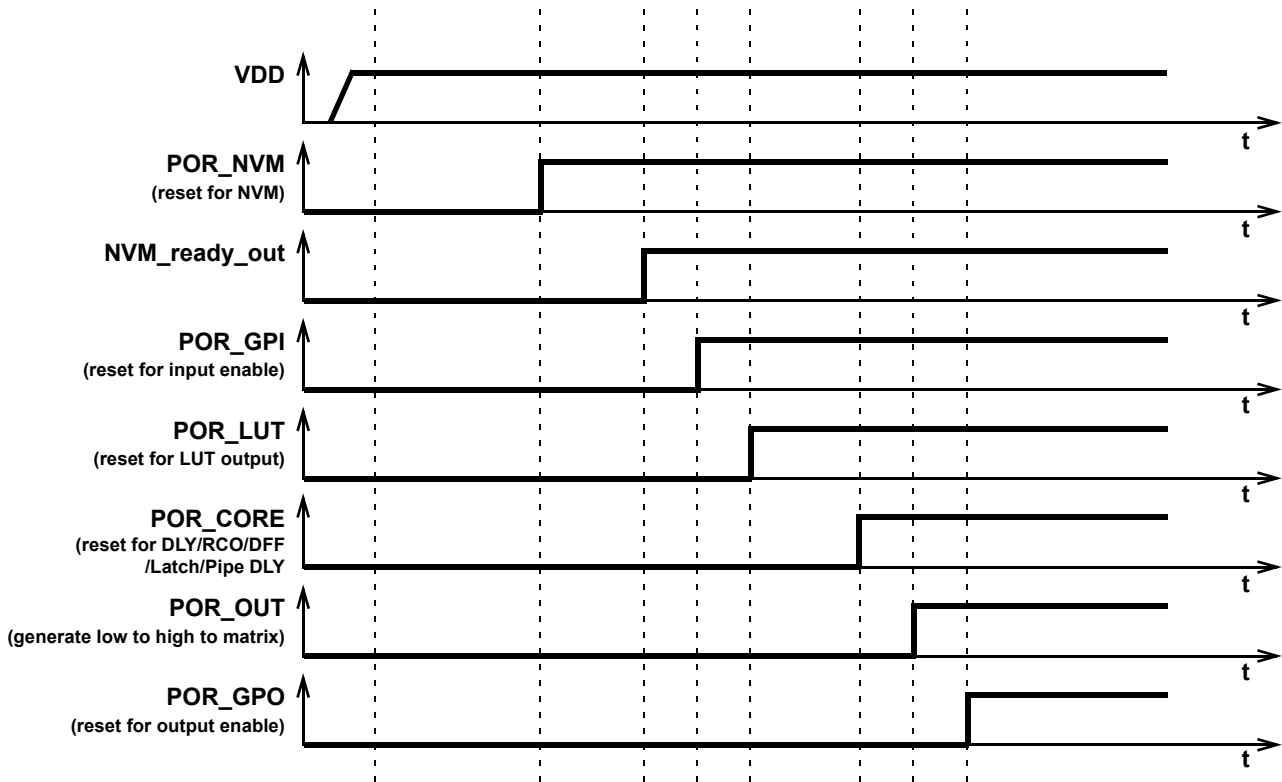 VDD
t
POR_NVM
(reset for NVM)
t
NVM_ready_out
t
POR_GPI
(reset for input enable)
t
POR_LUT
(reset for LUT output)
t
POR_CORE
(reset for DLY/RCO/DFF
/Latch/Pipe DLY
t
POR_OUT
(generate low to high to matrix)
t
POR_GPO
(reset for output enable)
t